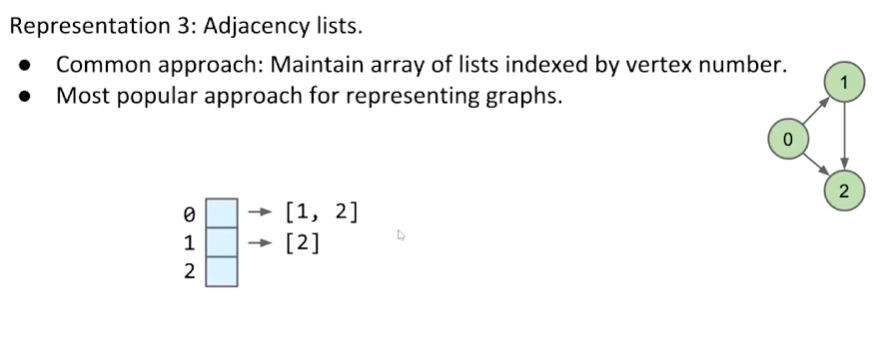 Representation 3: Adjacency lists.
● Common approach: Maintain array of lists indexed by vertex number.
● Most popular approach for representing graphs.
1
0
2
0 → [1, 2]
1 → [2]
2